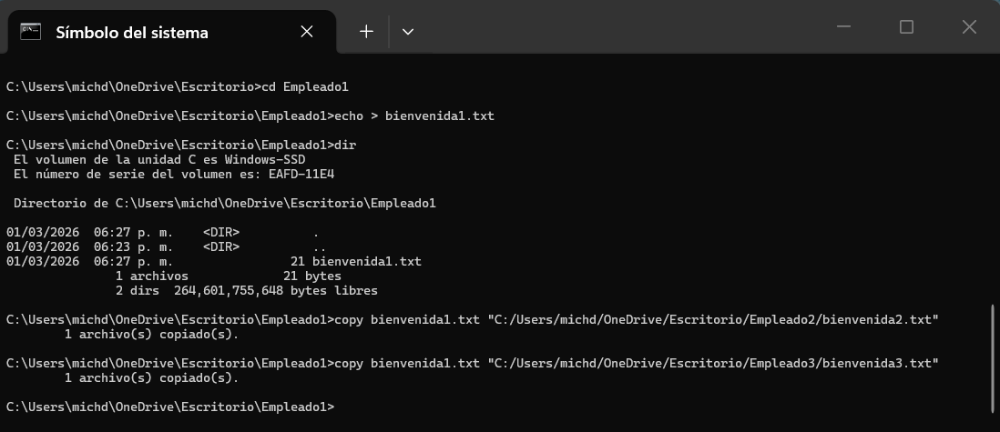 Símbolo del sistema
C:\Users\michd\OneDrive\Escritorio>cd Empleado1
C:\Users\michd\OneDrive\Escritorio\Empleado1>echo > bienvenida1.txt
C:\Users\michd\OneDrive\Escritorio\Empleado1>dir
 El volumen de la unidad C es Windows-SSD
 El número de serie del volumen es: EAFD-11E4
 Directorio de C:\Users\michd\OneDrive\Escritorio\Empleado1
01/03/2026  06:27 p. m.    <DIR>          .
01/03/2026  06:23 p. m.    <DIR>          ..
01/03/2026  06:27 p. m.                21 bienvenida1.txt
               1 archivos             21 bytes
               2 dirs  264,601,755,648 bytes libres
C:\Users\michd\OneDrive\Escritorio\Empleado1>copy bienvenida1.txt "C:/Users/michd/OneDrive/Escritorio/Empleado2/bienvenida2.txt"
        1 archivo(s) copiado(s).
C:\Users\michd\OneDrive\Escritorio\Empleado1>copy bienvenida1.txt "C:/Users/michd/OneDrive/Escritorio/Empleado3/bienvenida3.txt"
        1 archivo(s) copiado(s).
C:\Users\michd\OneDrive\Escritorio\Empleado1>